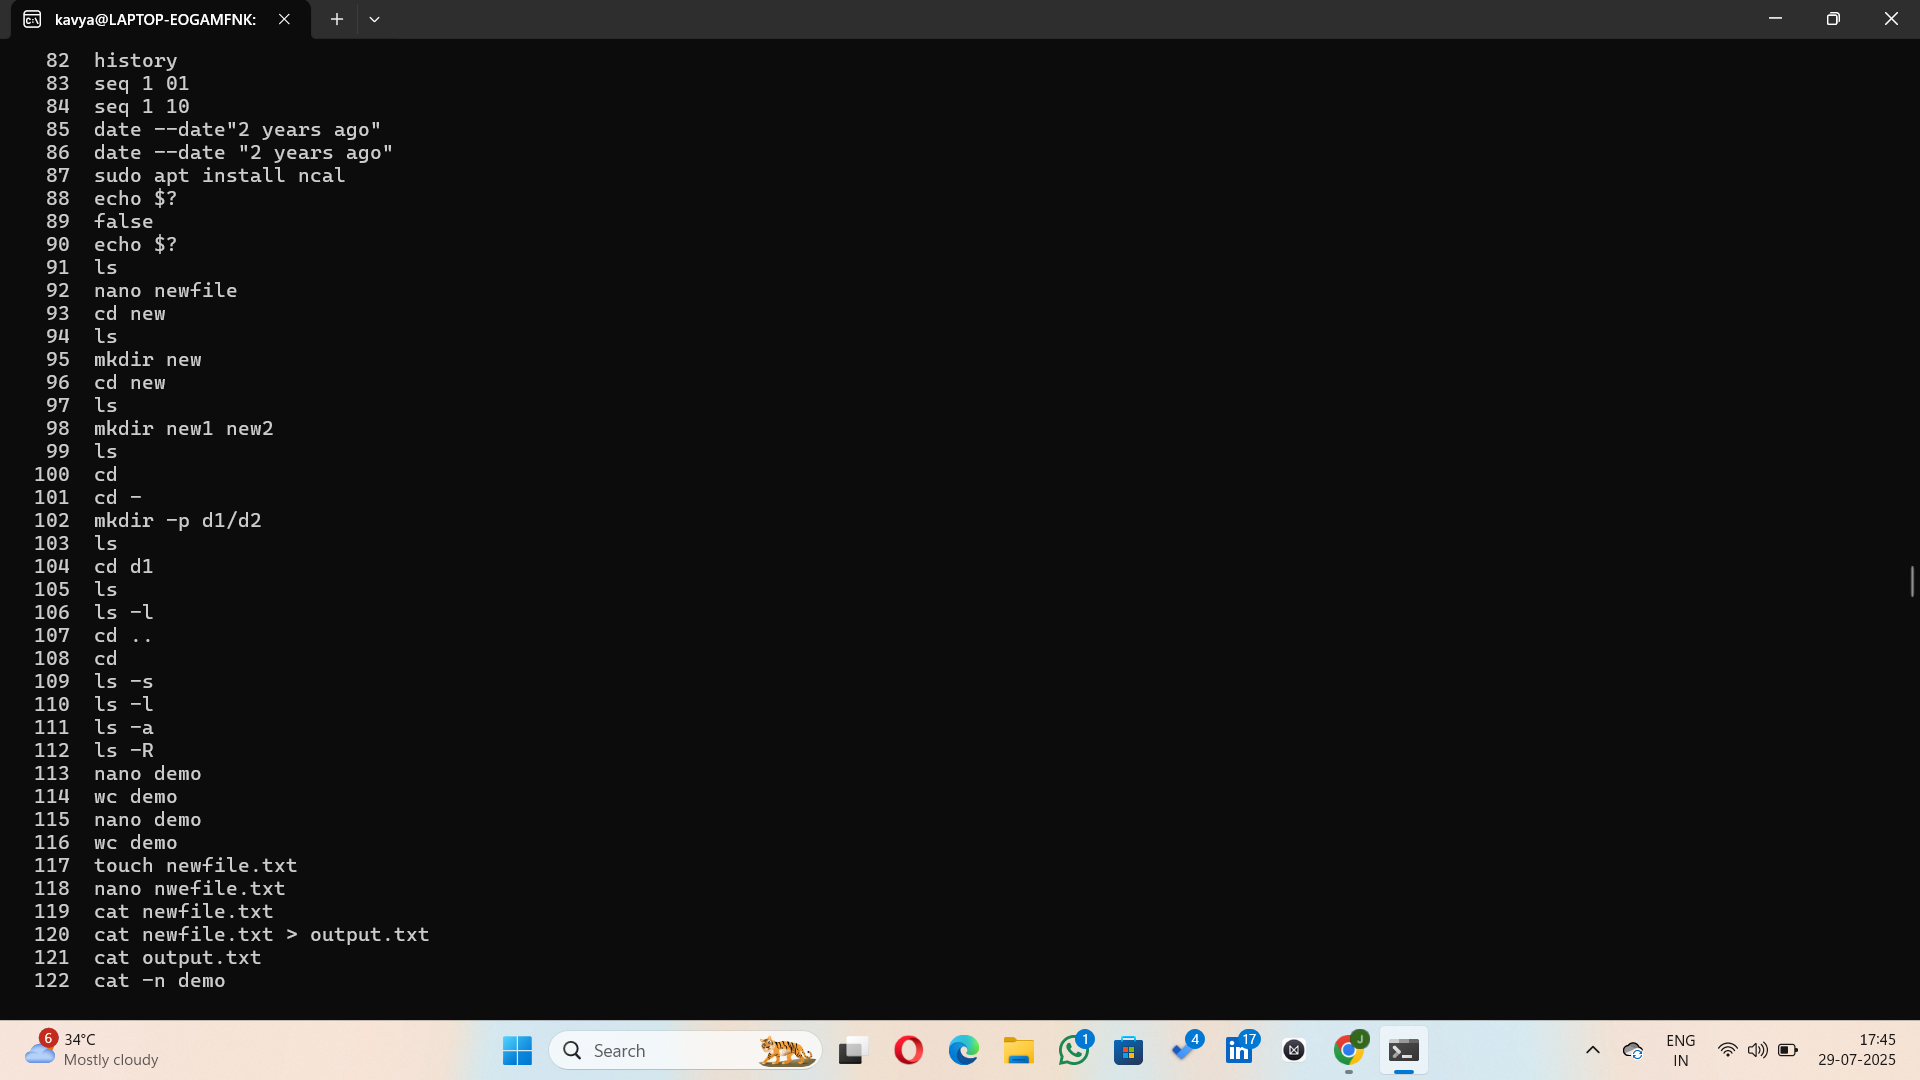 kavya@LAPTOP-EOGAMFNK:
82 history
83 seq 1 01
84 seq 1 10
85 date --date"2 years ago"
86 date --date "2 years ago"
87 sudo apt install ncal
88 echo $?
89 false
90 echo $?
91 ls
92 nano newfile
93 cd new
94 ls
95 mkdir new
96 cd new
97 ls
98 mkdir new1 new2
99 ls
100 cd
101 cd -
102 mkdir -p d1/d2
103 ls
104 cd d1
105 ls
106 ls -l
107 cd ..
108 cd
109 ls -s
110 ls -l
111 ls -a
112 ls -R
113 nano demo
114 wc demo
115 nano demo
116 wc demo
117 touch newfile.txt
118 nano nwefile.txt
119 cat newfile.txt
120 cat newfile.txt > output.txt
121 cat output.txt
122 cat -n demo
6 34°C
Mostly cloudy
Search
1
4
17
in
J
ENG
IN
17:45
29-07-2025